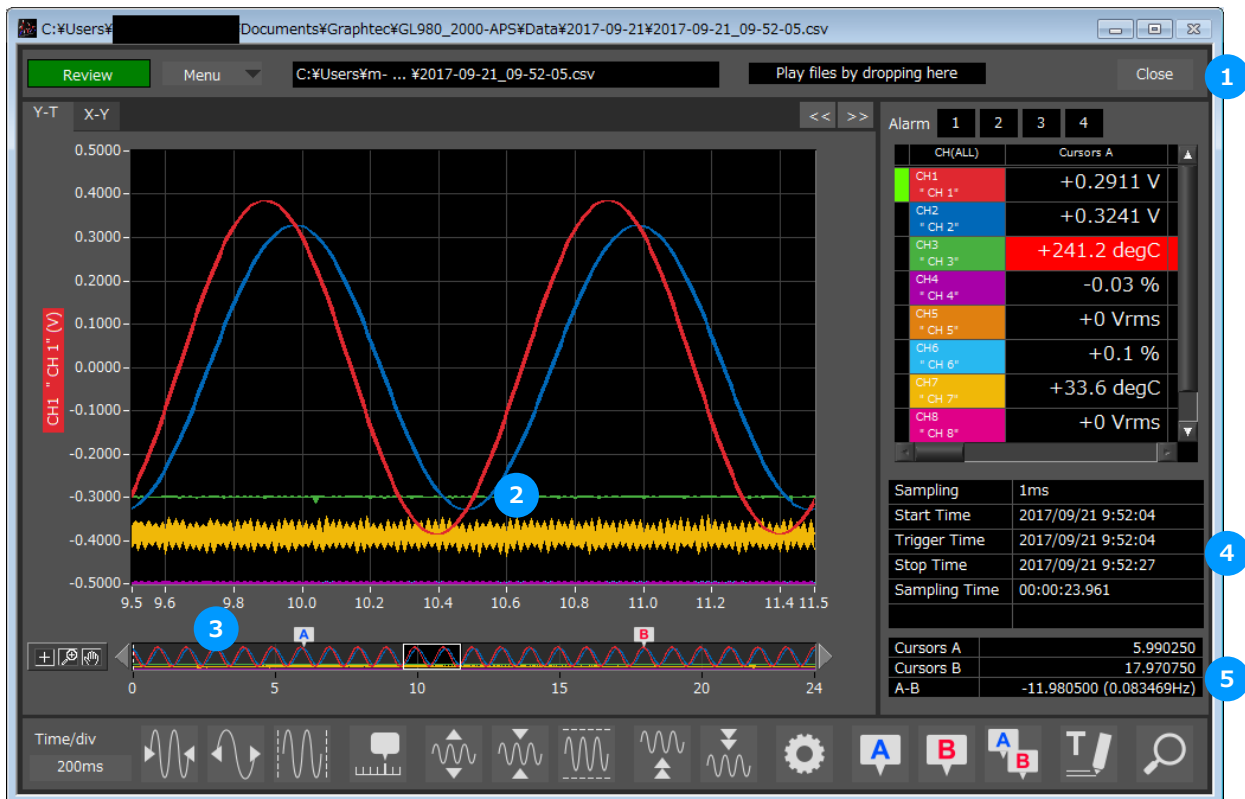 C:¥Users¥ Documents¥Graphtec¥GL980_2000-APS¥Data¥2017-09-21¥2017-09-21_09-52-05.csv
Review Menu C:¥Users¥m- ... ¥2017-09-21_09-52-05.csv Play files by dropping here Close
1
Y-T X-Y << >>
Alarm 1 2 3 4
CH(ALL) Cursors A
CH1 +0.2911 V
" CH 1"
CH2 +0.3241 V
" CH 2"
CH3 +241.2 degC
" CH 3"
CH4 -0.03 %
" CH 4"
CH5 +0 Vrms
" CH 5"
CH6 +0.1 %
" CH 6"
CH7 +33.6 degC
" CH 7"
CH8 +0 Vrms
" CH 8"
0.5000
0.4000
0.3000
0.2000
0.1000
0.0000
-0.1000
-0.2000
-0.3000
-0.4000
-0.5000
CH1 " CH 1" (V)
2
9.5 9.6 9.8 10.0 10.2 10.4 10.6 10.8 11.0 11.2 11.4 11.5
3
A B
0 5 10 15 20 24
Sampling 1ms
Start Time 2017/09/21 9:52:04
Trigger Time 2017/09/21 9:52:04
Stop Time 2017/09/21 9:52:27
Sampling Time 00:00:23.961
4
Cursors A 5.990250
Cursors B 17.970750
A-B -11.980500 (0.083469Hz)
5
Time/div
200ms
A B A B T